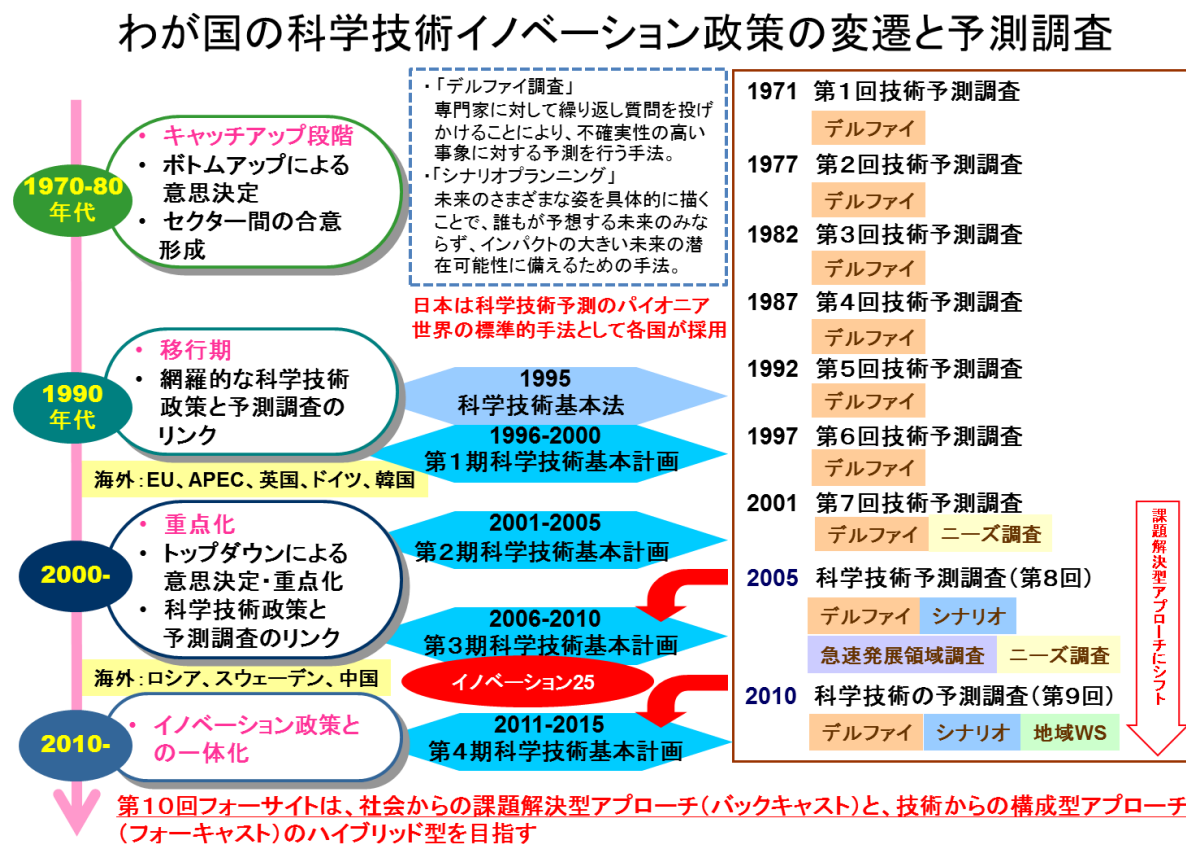 わが国の科学技術イノベーション政策の変遷と予測調査
1970-80
年代
・ キャッチアップ段階
・ ボトムアップによる
意思決定
・ セクター間の合意
形成
・「デルファイ調査」
専門家に対して繰り返し質問を投げ
かけることにより、不確実性の高い
事象に対する予測を行う手法。
・「シナリオプランニング」
未来のさまざまな姿を具体的に描く
ことで、誰もが予想する未来のみな
らず、インパクトの大きい未来の潜
在可能性に備えるための手法。
日本は科学技術予測のパイオニア
世界の標準的手法として各国が採用
1990
年代
・ 移行期
・ 網羅的な科学技術
政策と予測調査の
リンク
1995
科学技術基本法
1996-2000
第1期科学技術基本計画
海外：EU、APEC、英国、ドイツ、韓国
2000-
・ 重点化
・ トップダウンによる
意思決定・重点化
・ 科学技術政策と
予測調査のリンク
2001-2005
第2期科学技術基本計画
2006-2010
第3期科学技術基本計画
海外：ロシア、スウェーデン、中国
イノベーション25
2010-
・ イノベーション政策と
の一体化
2011-2015
第4期科学技術基本計画
1971 第1回技術予測調査
デルファイ
1977 第2回技術予測調査
デルファイ
1982 第3回技術予測調査
デルファイ
1987 第4回技術予測調査
デルファイ
1992 第5回技術予測調査
デルファイ
1997 第6回技術予測調査
デルファイ
2001 第7回技術予測調査
デルファイ ニーズ調査
2005 科学技術予測調査（第8回）
デルファイ シナリオ
急速発展領域調査 ニーズ調査
2010 科学技術の予測調査（第9回）
デルファイ シナリオ 地域WS
課題解決型アプローチにシフト
第10回フォーサイトは、社会からの課題解決型アプローチ（バックキャスト）と、技術からの構成型アプローチ
（フォーキャスト）のハイブリッド型を目指す